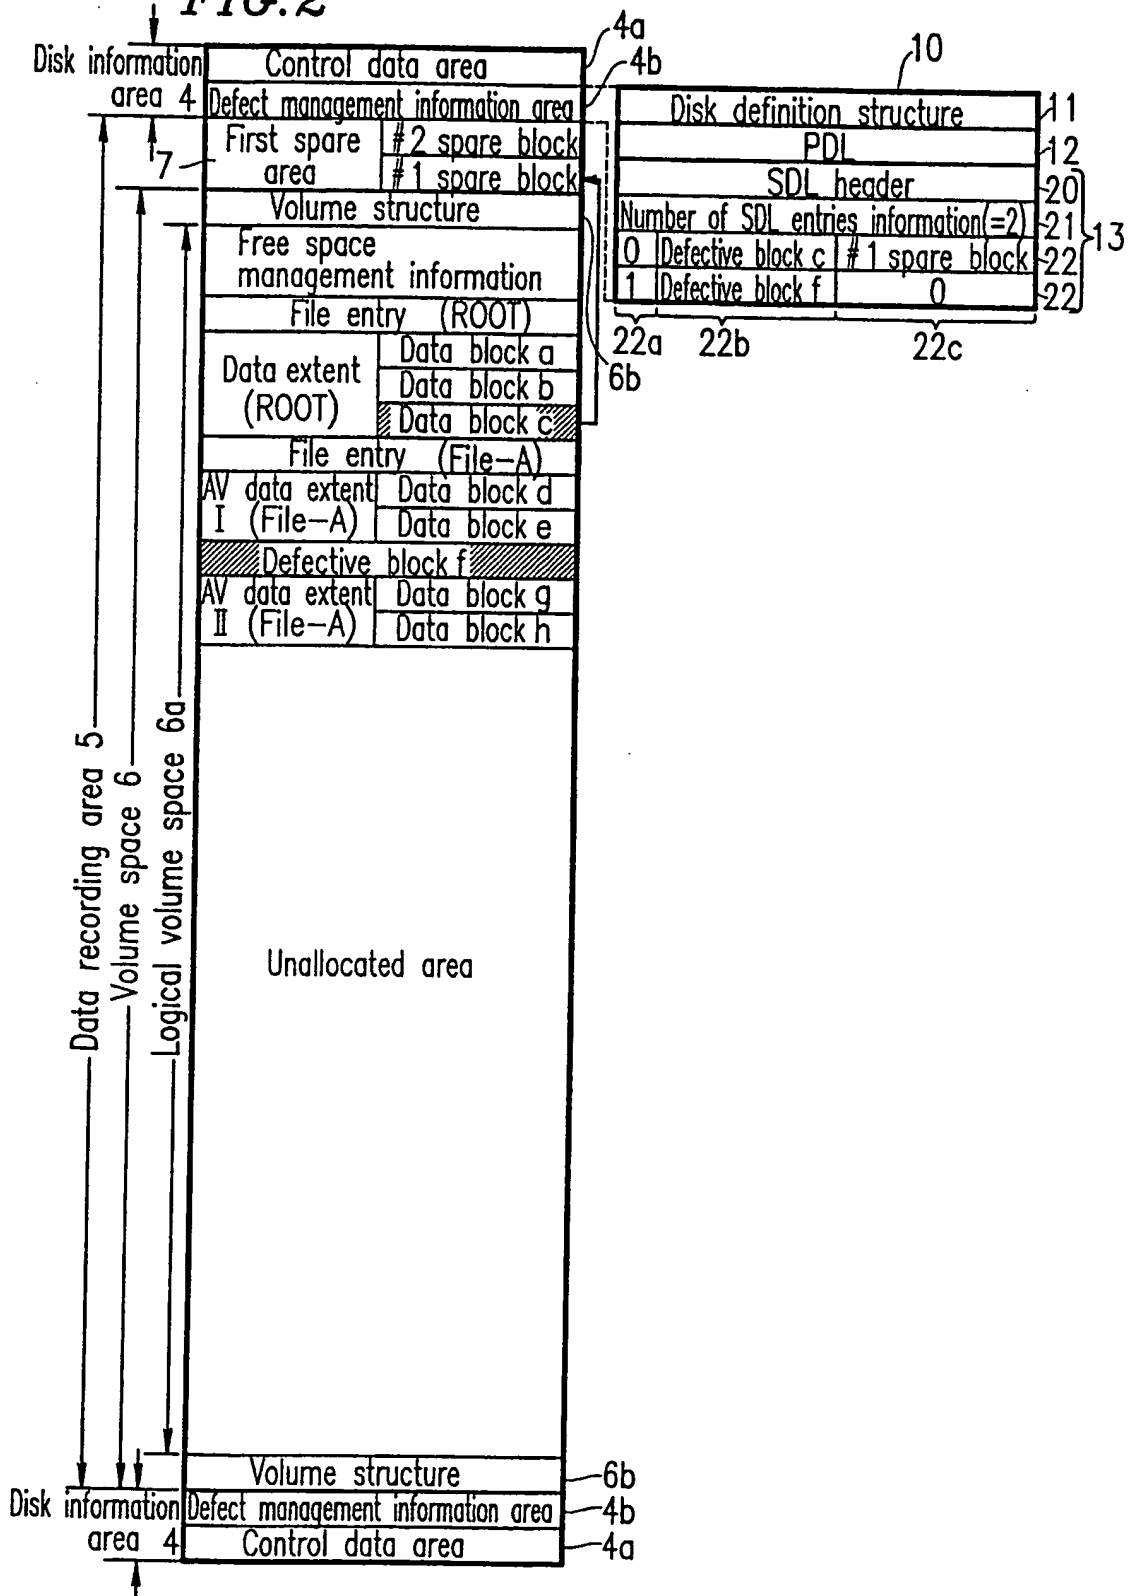 FIG.2
Disk information
area 4
Control data area
4a
Defect management information area
4b
10
Disk definition structure
11
PDL
12
SDL header
20
Number of SDL entries information(=2)
21
0 Defective block c #1 spare block
22
1 Defective block f 0
22
13
22a 22b 22c
7
First spare
area
#2 spare block
#1 spare block
Volume structure
6b
Free space
management information
File entry (ROOT)
Data extent
(ROOT)
Data block a
Data block b
Data block c
File entry (File-A)
AV data extent
I (File-A)
Data block d
Data block e
Defective block f
AV data extent
II (File-A)
Data block g
Data block h
Data recording area 5
Volume space 6
Logical volume space 6a
Unallocated area
Volume structure
6b
Disk information
area 4
Defect management information area
4b
Control data area
4a